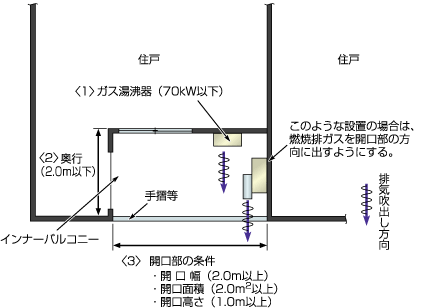 住戸
住戸
〈1〉ガス湯沸器（70kW以下）
このような設置の場合は、
燃焼排ガスを開口部の方
向に出すようにする。
〈2〉奥行
（2.0m以下）
手摺等
排気吹出し方向
インナーバルコニー
〈3〉 開口部の条件
・開 口 幅（2.0m以上）
・開口面積（2.0m²以上）
・開口高さ（1.0m以上）